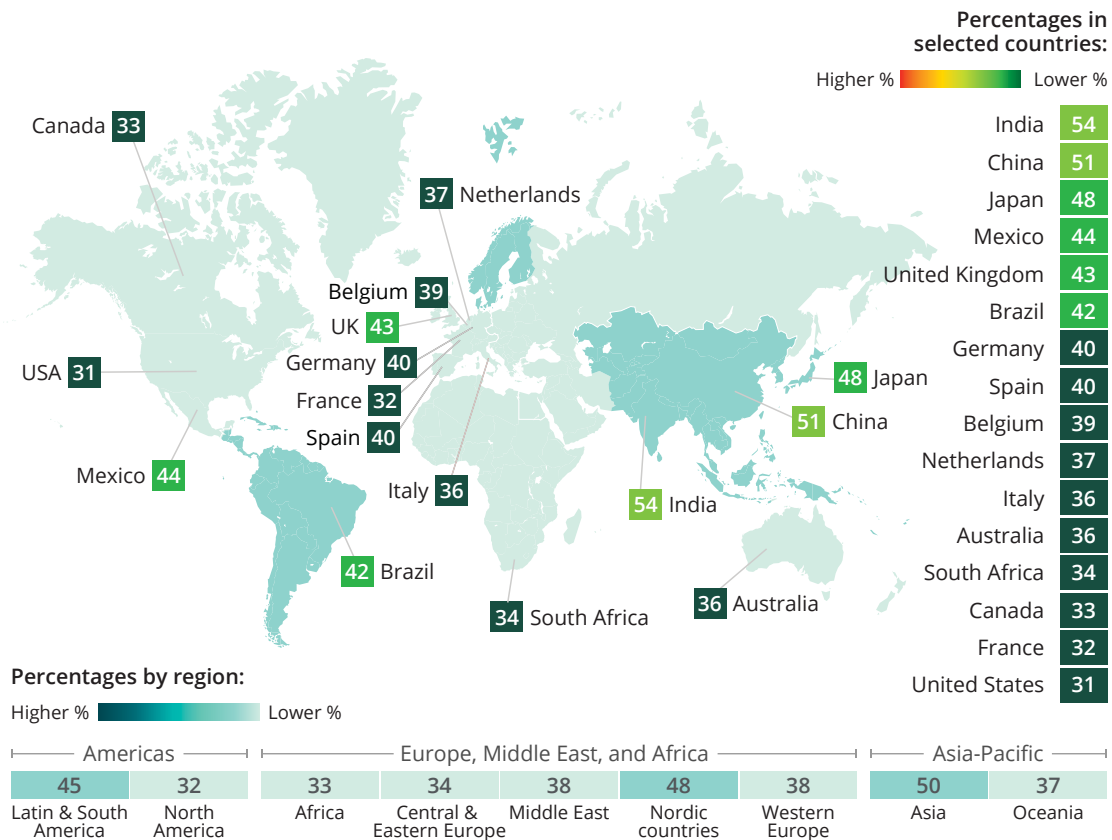 Percentages in
selected countries:
Higher % Lower %
Canada 33
37 Netherlands
Belgium 39
UK 43
Germany 40
USA 31
France 32
Spain 40
48 Japan
51 China
Mexico 44
Italy 36
54 India
42 Brazil
34 South Africa
36 Australia
India 54
China 51
Japan 48
Mexico 44
United Kingdom 43
Brazil 42
Germany 40
Spain 40
Belgium 39
Netherlands 37
Italy 36
Australia 36
South Africa 34
Canada 33
France 32
United States 31
Percentages by region:
Higher % Lower %
Americas
45 32
Latin & South North
America America
Europe, Middle East, and Africa
33 34 38 48 38
Africa Central & Middle East Nordic Western
Eastern Europe countries Europe
Asia-Pacific
50 37
Asia Oceania